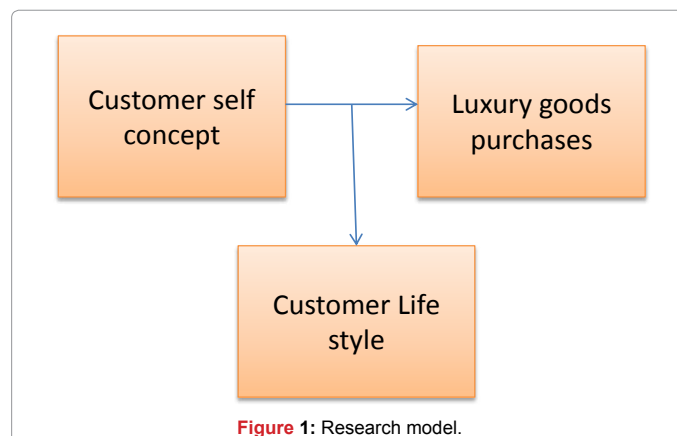 Customer self
concept
Luxury goods
purchases
Customer Life
style
Figure 1: Research model.